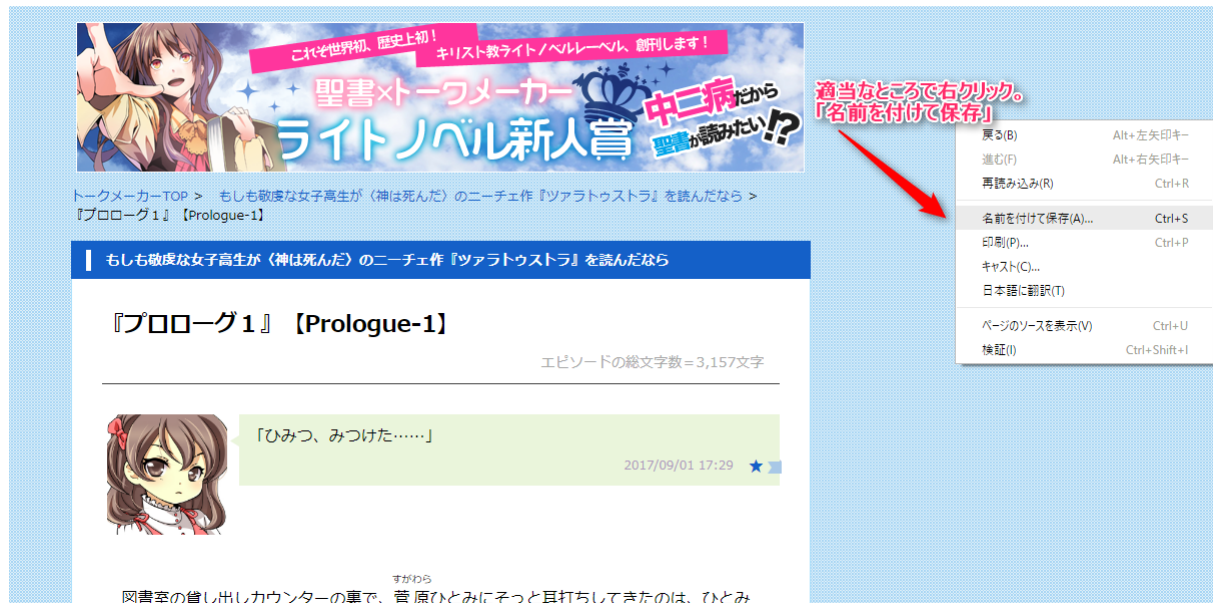 これぞ世界初、歴史上初！
キリスト教ライトノベルレーベル、創刊します！
聖書×トークメーカー
ライトノベル新人賞
中二病だから
聖書が読みたい!?
適当なところで右クリック。
「名前を付けて保存」
戻る(B) Alt+左矢印キー
進む(F) Alt+右矢印キー
再読み込み(R) Ctrl+R
名前を付けて保存(A)... Ctrl+S
印刷(P)... Ctrl+P
キャスト(C)...
日本語に翻訳(T)
ページのソースを表示(V) Ctrl+U
検証(I) Ctrl+Shift+I
トークメーカーTOP > もしも敬虔な女子高生が〈神は死んだ〉のニーチェ作『ツァラトゥストラ』を読んだなら >
『プロローグ１』【Prologue-1】
もしも敬虔な女子高生が〈神は死んだ〉のニーチェ作『ツァラトゥストラ』を読んだなら
『プロローグ１』【Prologue-1】
エピソードの総文字数＝3,157文字
「ひみつ、みつけた……」
2017/09/01 17:29
すがわら
図書室の貸し出しカウンターの裏で、菅原ひとみにそっと耳打ちしてきたのは、ひとみ